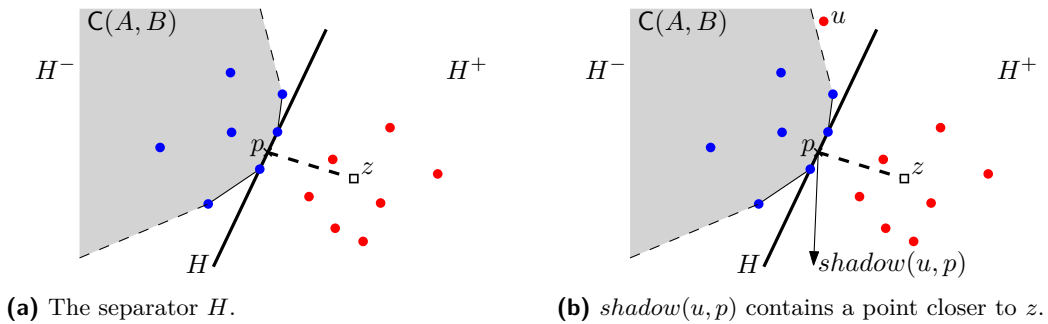 C(A, B)
H⁻
H⁺
p
z
H
(a) The separator H.
C(A, B)
u
H⁻
H⁺
p
z
H
shadow(u, p)
(b) shadow(u, p) contains a point closer to z.